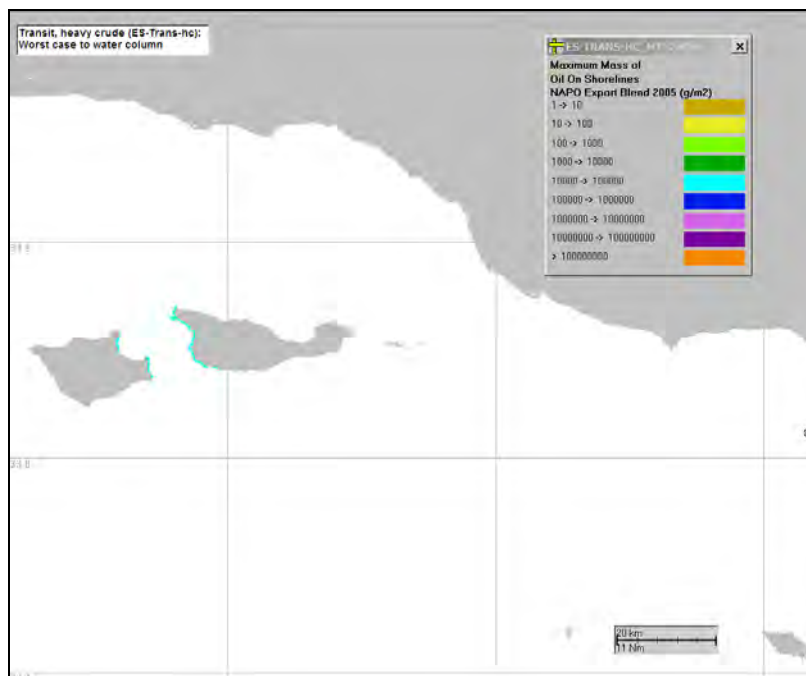 Transit, heavy crude (ES-Trans-hc):
Worst case to water column
Maximum Mass of
Oil On Shorelines
NAPO Export Blend 2005 (g/m2)
1 -> 10
10 -> 100
100 -> 1000
1000 -> 10000
10000 -> 100000
100000 -> 1000000
1000000 -> 10000000
10000000 -> 100000000
> 100000000
20 km
11 Nm